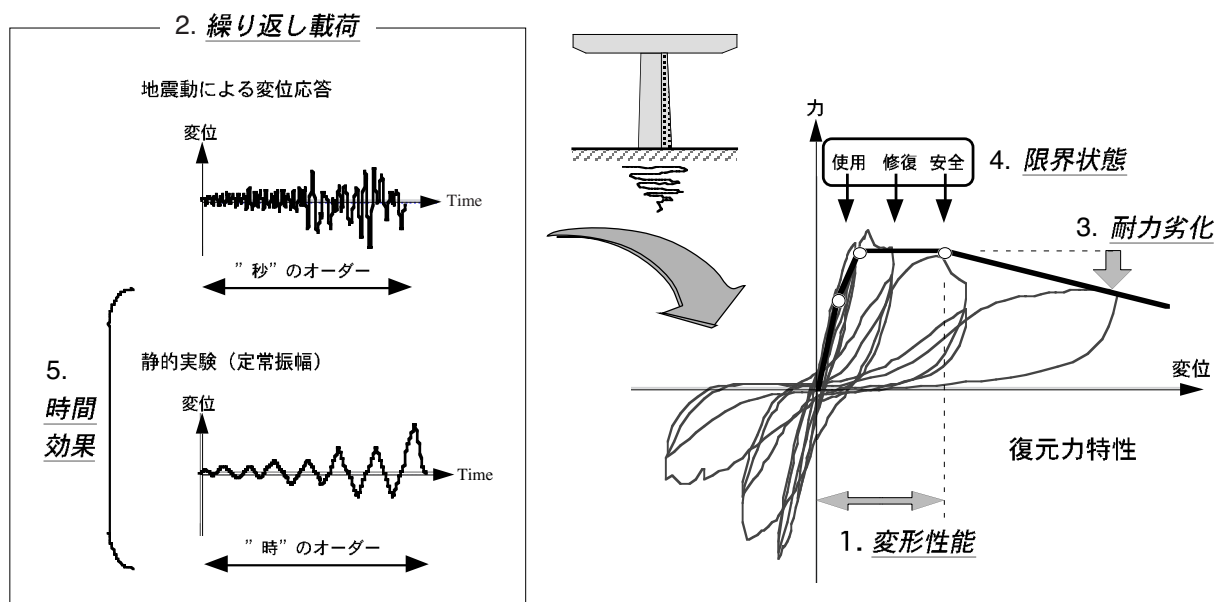 2. 繰り返し載荷
地震動による変位応答
変位
Time
”秒”のオーダー
5.
時間
効果
静的実験（定常振幅）
変位
Time
”時”のオーダー
力
使用 修復 安全
4. 限界状態
3. 耐力劣化
変位
復元力特性
1. 変形性能